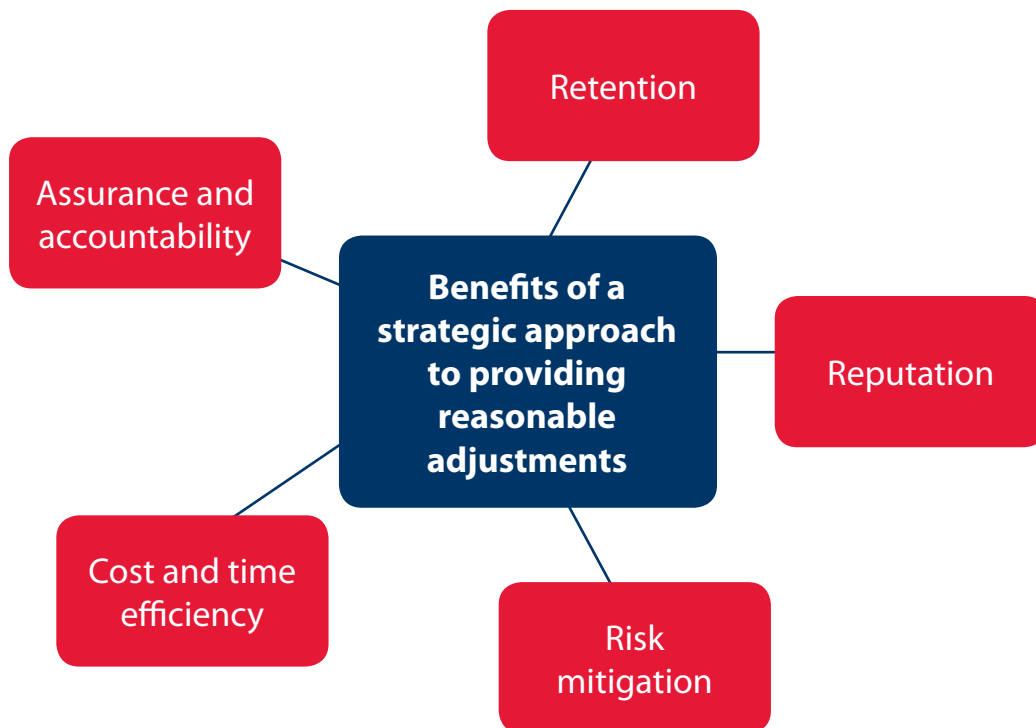 Retention
Assurance and
accountability
Benefits of a
strategic approach
to providing
reasonable
adjustments
Reputation
Cost and time
efficiency
Risk
mitigation